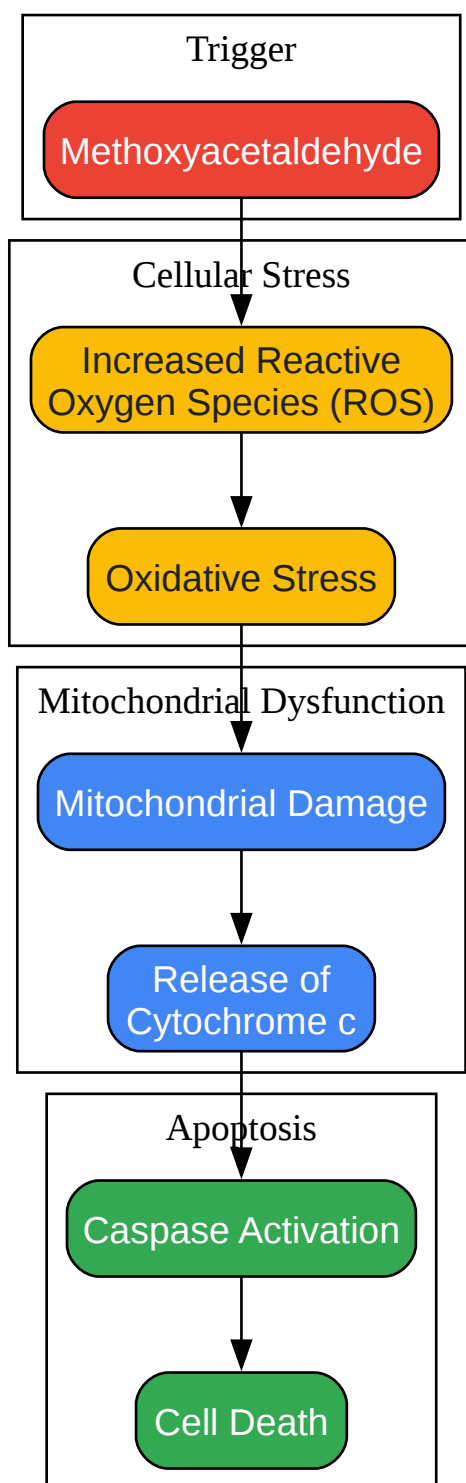 Trigger
Methoxyacetaldehyde
Cellular Stress
Increased Reactive
Oxygen Species (ROS)
Oxidative Stress
Mitochondrial Dysfunction
Mitochondrial Damage
Release of
Cytochrome c
Apoptosis
Caspase Activation
Cell Death